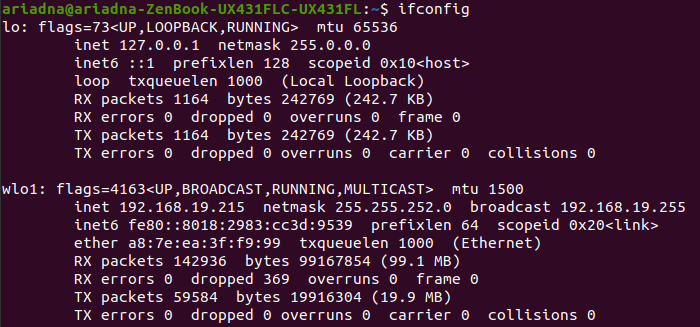 ariadna@ariadna-ZenBook-UX431FLC-UX431FL:~$ ifconfig
lo: flags=73<UP,LOOPBACK,RUNNING>  mtu 65536
        inet 127.0.0.1  netmask 255.0.0.0
        inet6 ::1  prefixlen 128  scopeid 0x10<host>
        loop  txqueuelen 1000  (Local Loopback)
        RX packets 1164  bytes 242769 (242.7 KB)
        RX errors 0  dropped 0  overruns 0  frame 0
        TX packets 1164  bytes 242769 (242.7 KB)
        TX errors 0  dropped 0 overruns 0  carrier 0  collisions 0

wlo1: flags=4163<UP,BROADCAST,RUNNING,MULTICAST>  mtu 1500
        inet 192.168.19.215  netmask 255.255.252.0  broadcast 192.168.19.255
        inet6 fe80::8018:2983:cc3d:9539  prefixlen 64  scopeid 0x20<link>
        ether a8:7e:ea:3f:f9:99  txqueuelen 1000  (Ethernet)
        RX packets 142936  bytes 99167854 (99.1 MB)
        RX errors 0  dropped 369  overruns 0  frame 0
        TX packets 59584  bytes 19916304 (19.9 MB)
        TX errors 0  dropped 0 overruns 0  carrier 0  collisions 0